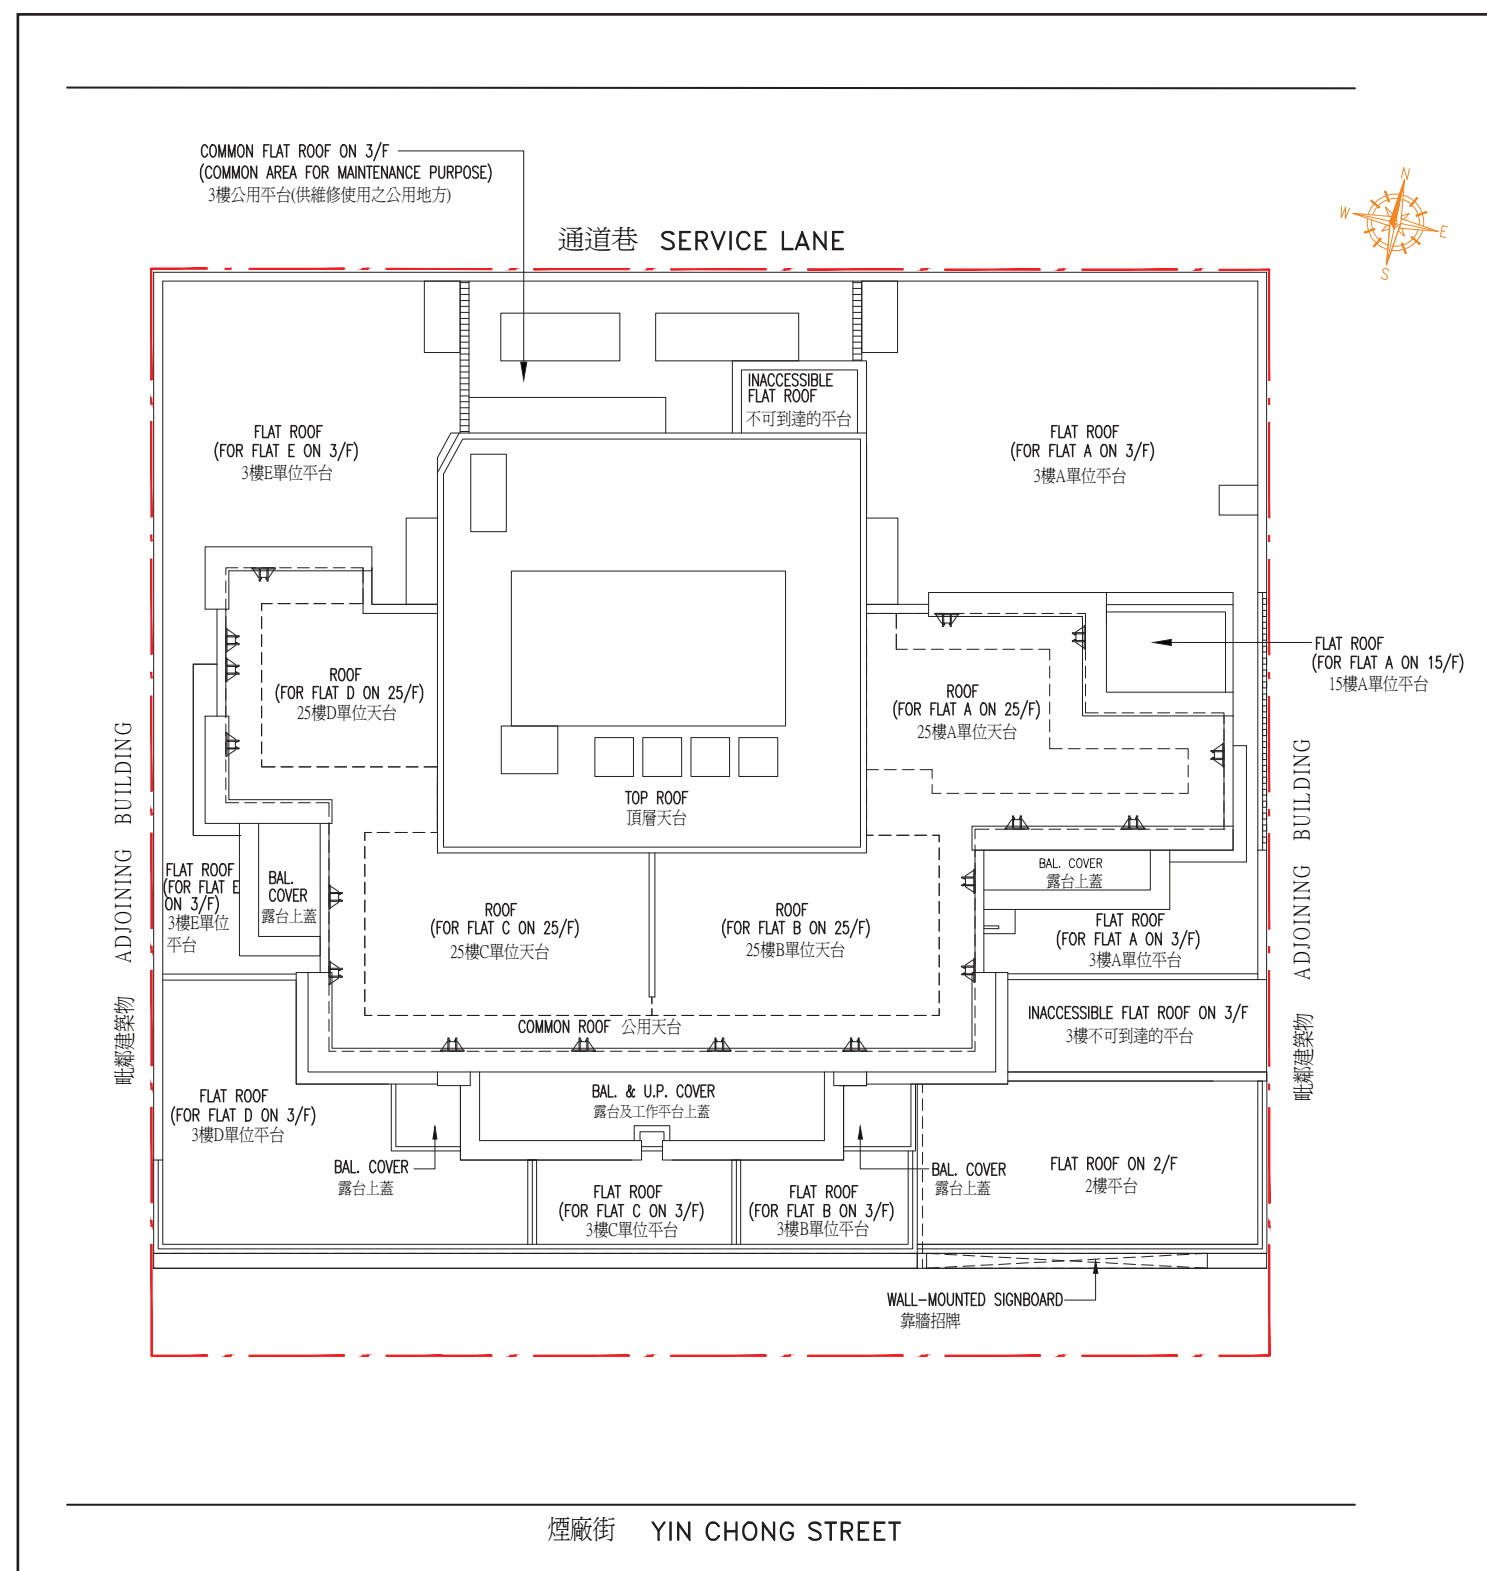 COMMON FLAT ROOF ON 3/F
(COMMON AREA FOR MAINTENANCE PURPOSE)
3樓公用平台(供維修使用之公用地方)
N
W
E
S
通道巷 SERVICE LANE
INACCESSIBLE
FLAT ROOF
不可到達的平台
FLAT ROOF
(FOR FLAT E ON 3/F)
3樓E單位平台
FLAT ROOF
(FOR FLAT A ON 3/F)
3樓A單位平台
FLAT ROOF
(FOR FLAT A ON 15/F)
15樓A單位平台
ROOF
(FOR FLAT D ON 25/F)
25樓D單位天台
ROOF
(FOR FLAT A ON 25/F)
25樓A單位天台
TOP ROOF
頂層天台
毗鄰建築物 ADJOINING BUILDING
毗鄰建築物 ADJOINING BUILDING
FLAT ROOF
(FOR FLAT E
ON 3/F)
3樓E單位
平台
BAL.
COVER
露台上蓋
BAL. COVER
露台上蓋
ROOF
(FOR FLAT C ON 25/F)
25樓C單位天台
ROOF
(FOR FLAT B ON 25/F)
25樓B單位天台
FLAT ROOF
(FOR FLAT A ON 3/F)
3樓A單位平台
COMMON ROOF 公用天台
INACCESSIBLE FLAT ROOF ON 3/F
3樓不可到達的平台
FLAT ROOF
(FOR FLAT D ON 3/F)
3樓D單位平台
BAL. & U.P. COVER
露台及工作平台上蓋
BAL. COVER
露台上蓋
BAL. COVER
露台上蓋
FLAT ROOF ON 2/F
2樓平台
FLAT ROOF
(FOR FLAT C ON 3/F)
3樓C單位平台
FLAT ROOF
(FOR FLAT B ON 3/F)
3樓B單位平台
WALL-MOUNTED SIGNBOARD
靠牆招牌
煙廠街 YIN CHONG STREET